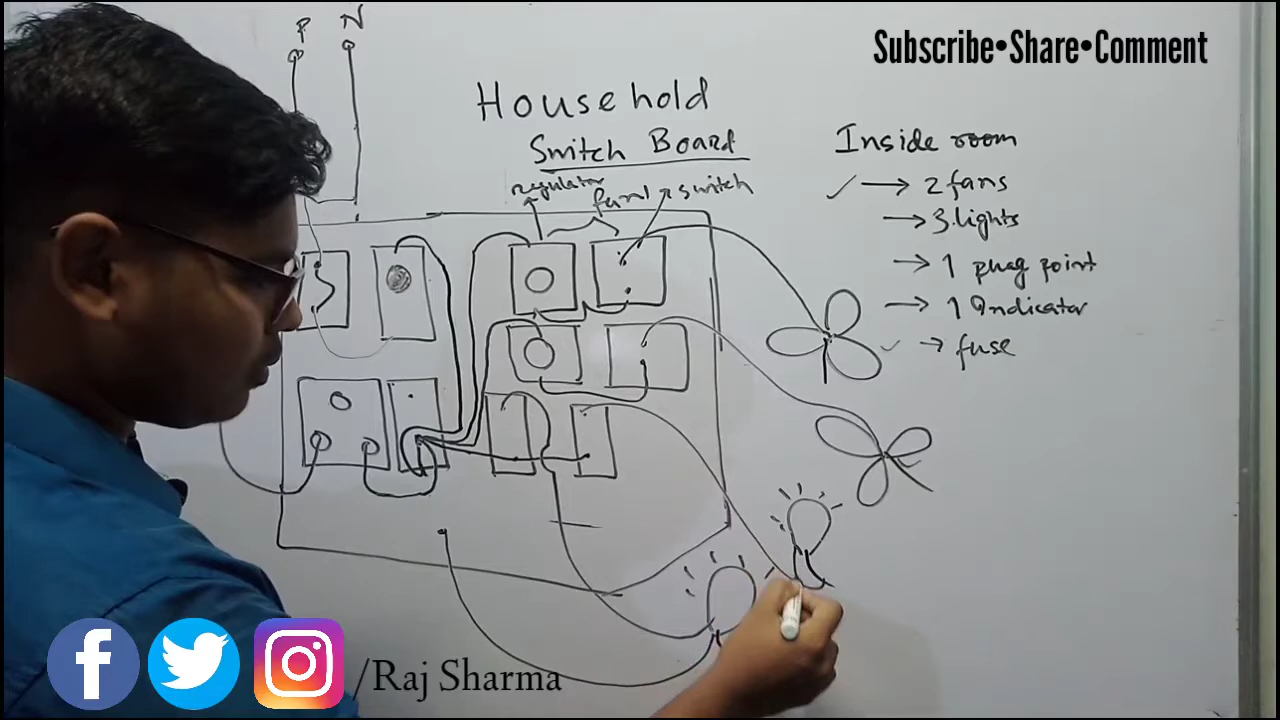 Subscribe•Share•Comment
P N
Household
Switch Board
regulator
fan switch
Inside room
✓ → 2 fans
→ 3 lights
→ 1 plug point
→ 1 Indicator
✓ → fuse
f
/Raj Sharma